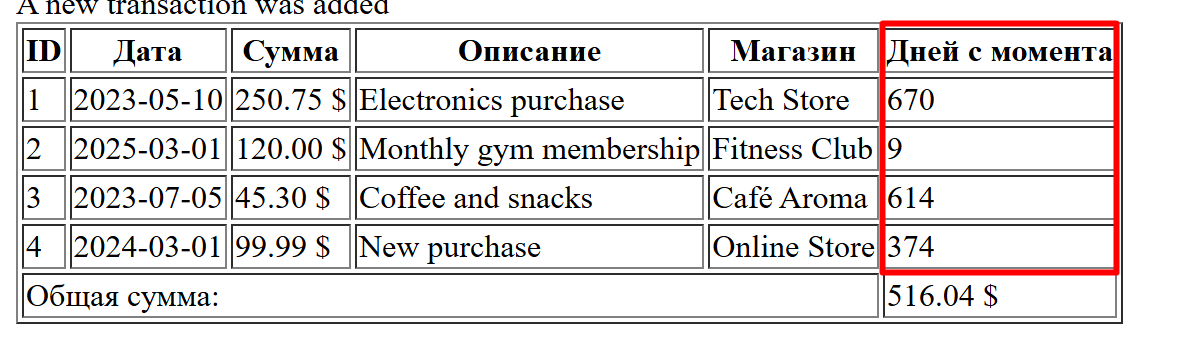 A new transaction was added
ID Дата Сумма Описание Магазин Дней с момента
1 2023-05-10 250.75 $ Electronics purchase Tech Store 670
2 2025-03-01 120.00 $ Monthly gym membership Fitness Club 9
3 2023-07-05 45.30 $ Coffee and snacks Café Aroma 614
4 2024-03-01 99.99 $ New purchase Online Store 374
Общая сумма: 516.04 $